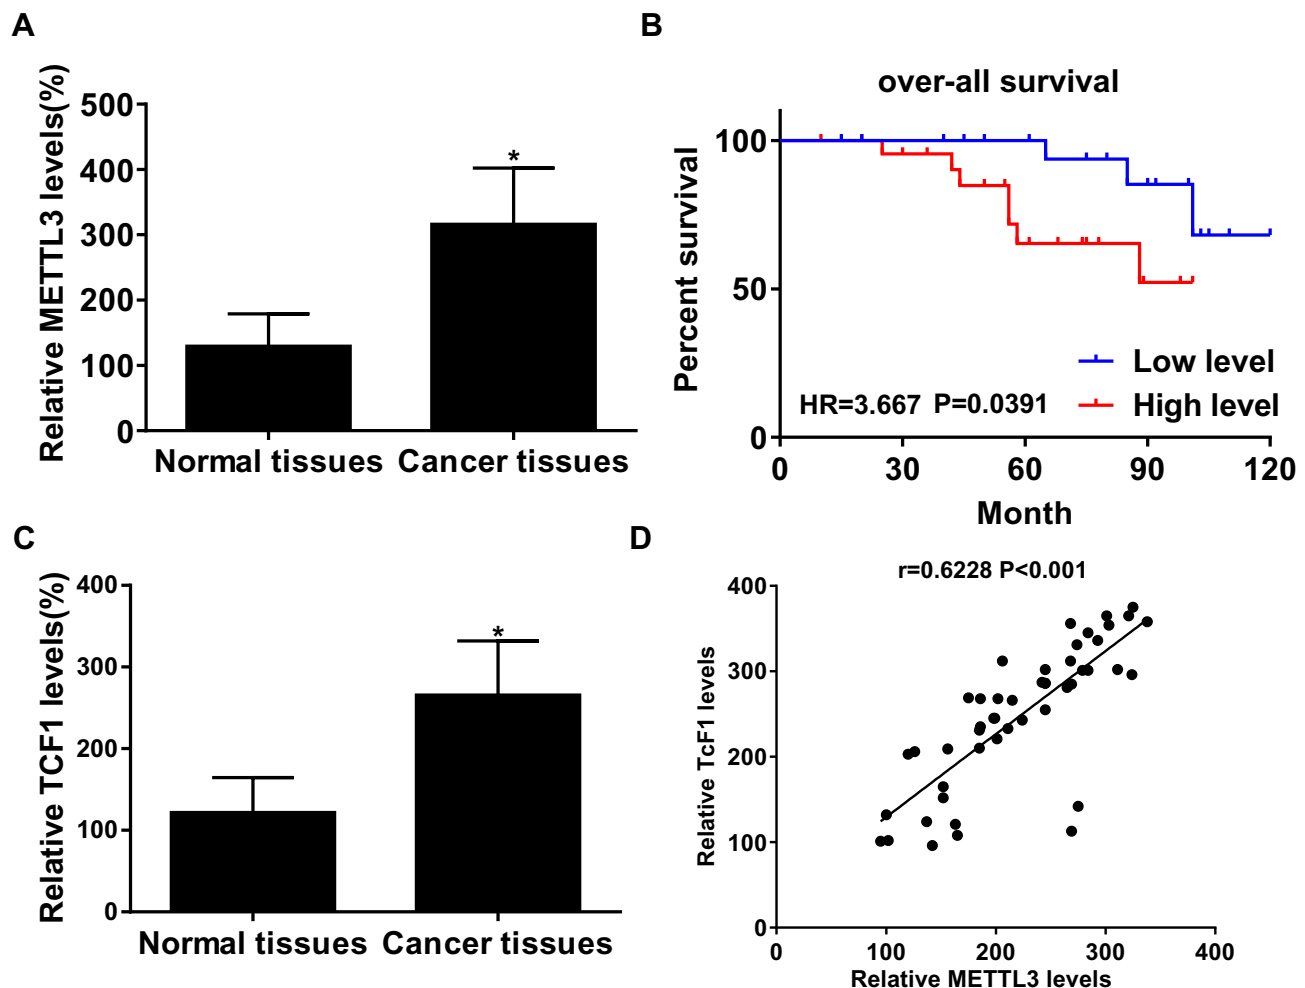 A
Relative METTL3 levels(%)
500
400
300
200
100
0
*
Normal tissues
Cancer tissues
B
over-all survival
Percent survival
100
50
0
HR=3.667 P=0.0391
Low level
High level
0
30
60
90
120
Month
C
Relative TCF1 levels(%)
400
300
200
100
0
*
Normal tissues
Cancer tissues
D
r=0.6228 P<0.001
Relative TcF1 levels
400
300
200
100
0
0
100
200
300
400
Relative METTL3 levels